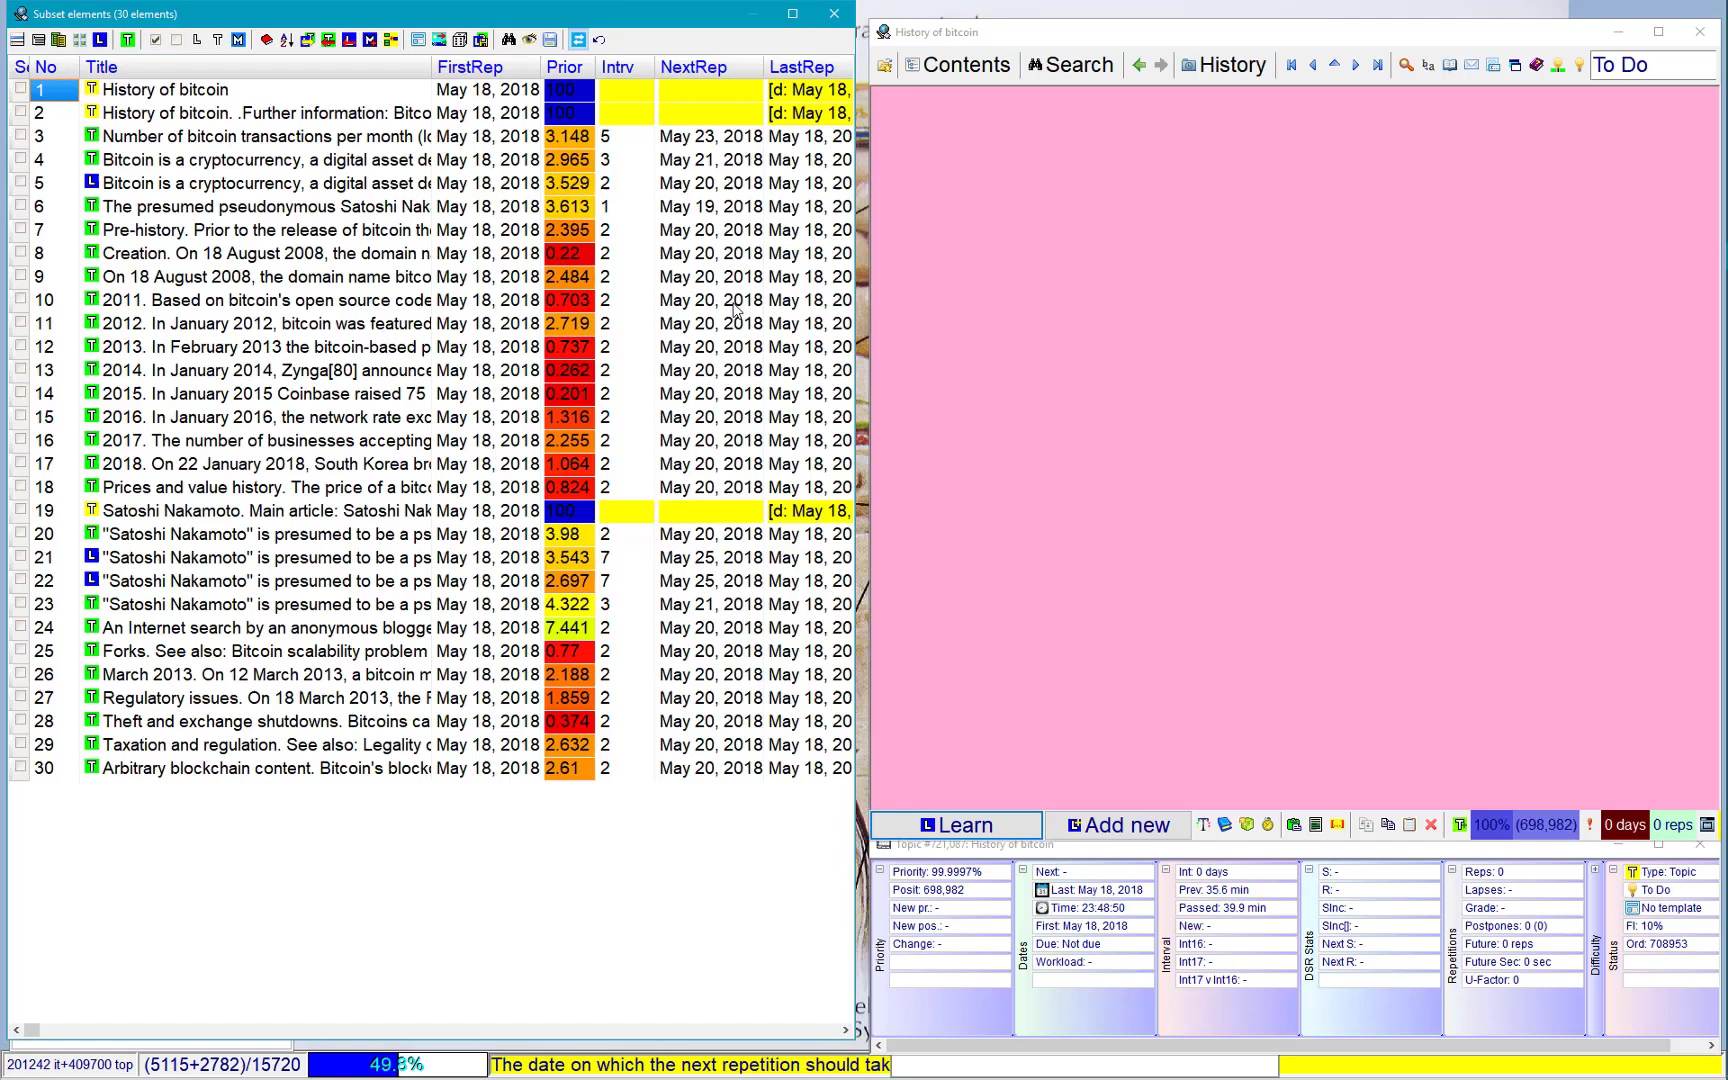 Subset elements (30 elements)
No Title FirstRep Prior Intrv NextRep LastRep
1 History of bitcoin May 18, 2018 100 [d: May 18,
2 History of bitcoin. .Further information: Bitco May 18, 2018 100 [d: May 18,
3 Number of bitcoin transactions per month (lo May 18, 2018 3.148 5 May 23, 2018 May 18, 20
4 Bitcoin is a cryptocurrency, a digital asset de May 18, 2018 2.965 3 May 21, 2018 May 18, 20
5 Bitcoin is a cryptocurrency, a digital asset de May 18, 2018 3.529 2 May 20, 2018 May 18, 20
6 The presumed pseudonymous Satoshi Nak May 18, 2018 3.613 1 May 19, 2018 May 18, 20
7 Pre-history. Prior to the release of bitcoin the May 18, 2018 2.395 2 May 20, 2018 May 18, 20
8 Creation. On 18 August 2008, the domain n May 18, 2018 0.22 2 May 20, 2018 May 18, 20
9 On 18 August 2008, the domain name bitco May 18, 2018 2.484 2 May 20, 2018 May 18, 20
10 2011. Based on bitcoin's open source code May 18, 2018 0.703 2 May 20, 2018 May 18, 20
11 2012. In January 2012, bitcoin was featured May 18, 2018 2.719 2 May 20, 2018 May 18, 20
12 2013. In February 2013 the bitcoin-based p May 18, 2018 0.737 2 May 20, 2018 May 18, 20
13 2014. In January 2014, Zynga[80] announce May 18, 2018 0.262 2 May 20, 2018 May 18, 20
14 2015. In January 2015 Coinbase raised 75 May 18, 2018 0.201 2 May 20, 2018 May 18, 20
15 2016. In January 2016, the network rate exc May 18, 2018 1.316 2 May 20, 2018 May 18, 20
16 2017. The number of businesses accepting May 18, 2018 2.255 2 May 20, 2018 May 18, 20
17 2018. On 22 January 2018, South Korea bro May 18, 2018 1.064 2 May 20, 2018 May 18, 20
18 Prices and value history. The price of a bitc May 18, 2018 0.824 2 May 20, 2018 May 18, 20
19 Satoshi Nakamoto. Main article: Satoshi Nak May 18, 2018 100 [d: May 18,
20 "Satoshi Nakamoto" is presumed to be a ps May 18, 2018 3.98 2 May 20, 2018 May 18, 20
21 "Satoshi Nakamoto" is presumed to be a ps May 18, 2018 3.543 7 May 25, 2018 May 18, 20
22 "Satoshi Nakamoto" is presumed to be a ps May 18, 2018 2.697 7 May 25, 2018 May 18, 20
23 "Satoshi Nakamoto" is presumed to be a ps May 18, 2018 4.322 3 May 21, 2018 May 18, 20
24 An Internet search by an anonymous blogge May 18, 2018 7.441 2 May 20, 2018 May 18, 20
25 Forks. See also: Bitcoin scalability problem May 18, 2018 0.77 2 May 20, 2018 May 18, 20
26 March 2013. On 12 March 2013, a bitcoin m May 18, 2018 2.188 2 May 20, 2018 May 18, 20
27 Regulatory issues. On 18 March 2013, the F May 18, 2018 1.859 2 May 20, 2018 May 18, 20
28 Theft and exchange shutdowns. Bitcoins ca May 18, 2018 0.374 2 May 20, 2018 May 18, 20
29 Taxation and regulation. See also: Legality o May 18, 2018 2.632 2 May 20, 2018 May 18, 20
30 Arbitrary blockchain content. Bitcoin's blockc May 18, 2018 2.61 2 May 20, 2018 May 18, 20
History of bitcoin
Contents Search History To Do
Learn Add new 100% (698,982) 0 days 0 reps
Topic #721,087: History of bitcoin
Priority
Priority: 99.9997%
Posit: 698,982
New pr.: -
New pos.: -
Change: -
Dates
Next: -
Last: May 18, 2018
Time: 23:48:50
First: May 18, 2018
Due: Not due
Workload: -
Interval
Int: 0 days
Prev: 35.6 min
Passed: 39.9 min
New: -
Int16: -
Int17: -
Int17 v Int16: -
DSR Stats
S: -
R: -
SInc: -
SInc[]: -
Next S: -
Next R: -
Repetitions
Reps: 0
Lapses: -
Grade: -
Postpones: 0 (0)
Future: 0 reps
Future Sec: 0 sec
U-Factor: 0
Difficulty
Status
Type: Topic
To Do
No template
FI: 10%
Ord: 708953
201242 it+409700 top (5115+2782)/15720 49.8% The date on which the next repetition should tak